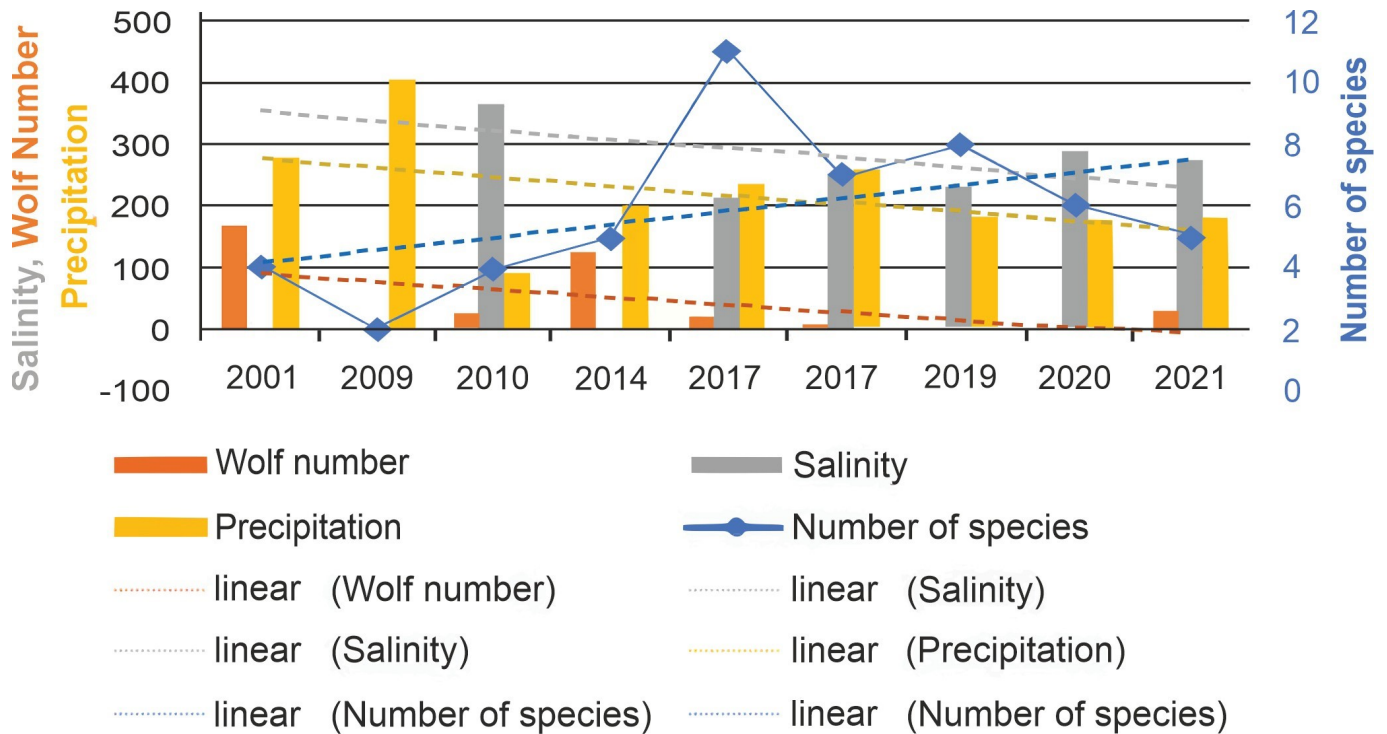 Salinity, Wolf Number
Precipitation
500
400
300
200
100
0
-100
12
10
8
6
4
2
0
Number of species
2001 2009 2010 2014 2017 2017 2019 2020 2021
Wolf number Salinity
Precipitation Number of species
linear (Wolf number) linear (Salinity)
linear (Salinity) linear (Precipitation)
linear (Number of species) linear (Number of species)